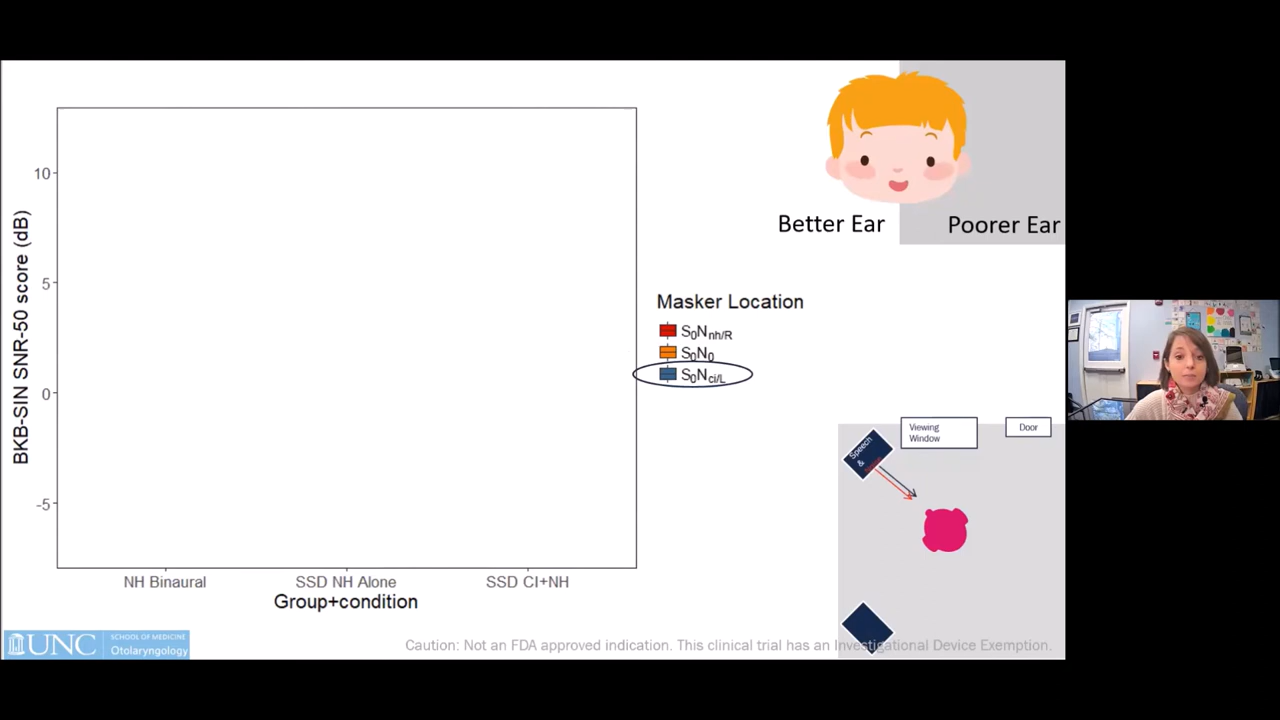 Better Ear
Poorer Ear
BKB-SIN SNR-50 score (dB)
10
5
0
-5
NH Binaural
SSD NH Alone
SSD CI+NH
Group+condition
Masker Location
S0Nnh/R
S0N0
S0Nci/L
Viewing
Window
Door
Speech
&
UNC
SCHOOL OF MEDICINE
Otolaryngology
Caution: Not an FDA approved indication. This clinical trial has an Investigational Device Exemption.